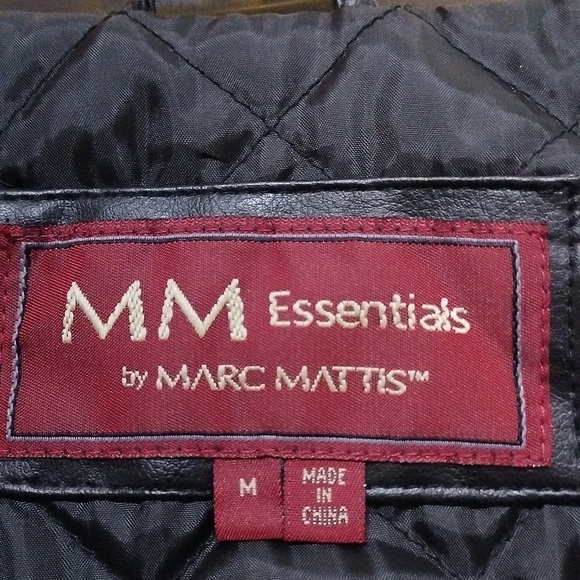 MM Essentials
by MARC MATTIS™
M
MADE
IN
CHINA